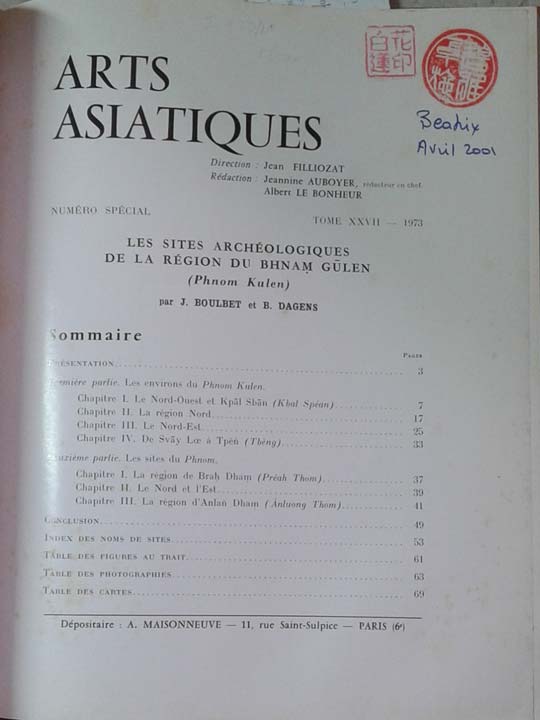 ARTS
ASIATIQUES
花印
白蓮
Beatrix
Avril 2001
Direction : Jean FILLIOZAT
Rédaction : Jeannine AUBOYER, rédacteur en chef
Albert LE BONHEUR
NUMÉRO SPÉCIAL
TOME XXVII — 1973
LES SITES ARCHÉOLOGIQUES
DE LA RÉGION DU BHNAṂ GŪLEN
(Phnom Kulen)
par J. BOULBET et B. DAGENS
Sommaire
Pages
PRÉSENTATION 3
Première partie. Les environs du Phnom Kulen.
Chapitre I. Le Nord-Ouest et Kpāl Sbān (Kbal Spéan) 7
Chapitre II. La région Nord 17
Chapitre III. Le Nord-Est 25
Chapitre IV. De Svāy Lœ à Tpèñ (Tbèng) 33
Deuxième partie. Les sites du Phnom.
Chapitre I. La région de Braḥ Dhaṃ (Préah Thom) 37
Chapitre II. Le Nord et l'Est 39
Chapitre III. La région d'Anlaṅ Dhaṃ (Ânluong Thom) 41
CONCLUSION 49
INDEX DES NOMS DE SITES 53
TABLE DES FIGURES AU TRAIT 61
TABLE DES PHOTOGRAPHIES 63
TABLE DES CARTES 69
Dépositaire : A. MAISONNEUVE — 11, rue Saint-Sulpice — PARIS (6e)